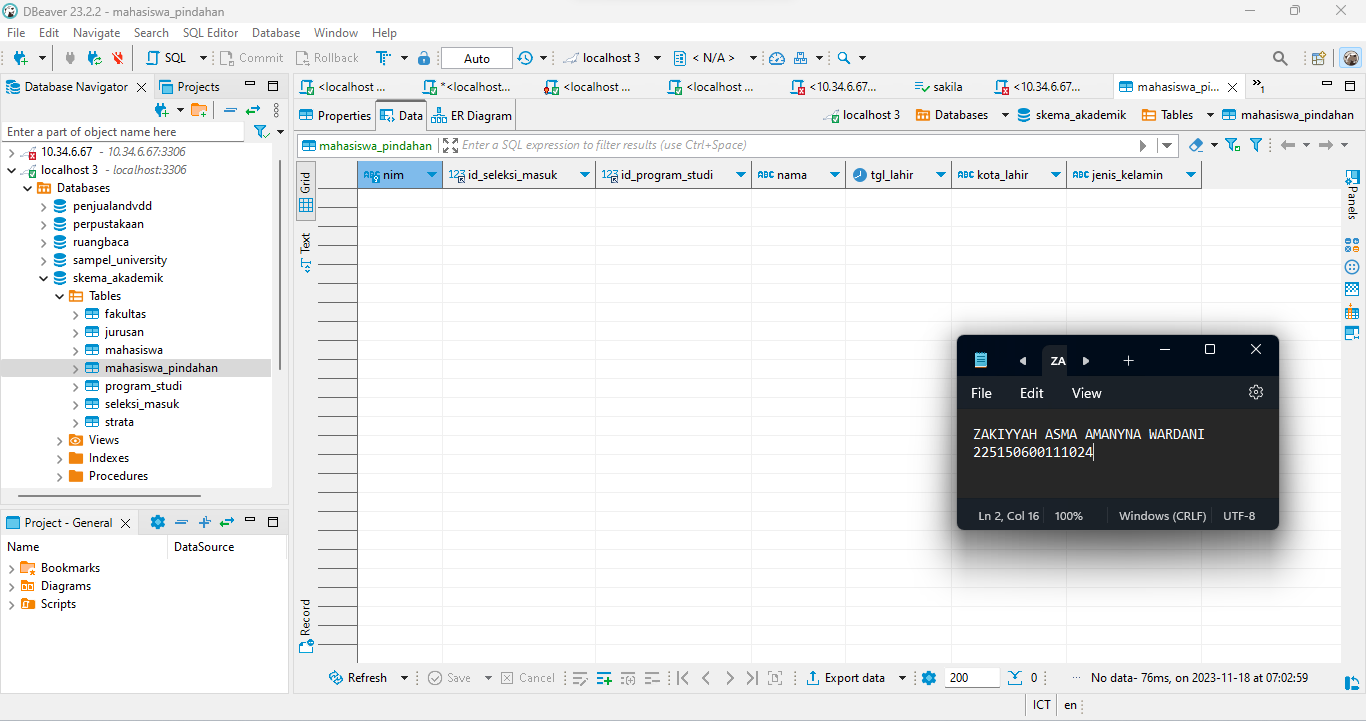 DBeaver 23.2.2 - mahasiswa_pindahan
File Edit Navigate Search SQL Editor Database Window Help
SQL Commit Rollback Auto localhost 3 < N/A >
Database Navigator Projects
<localhost ... *<localhost... <localhost ... <localhost ... <10.34.6.67... sakila <10.34.6.67... mahasiswa_pi... »1
Properties Data ER Diagram
localhost 3 Databases skema_akademik Tables mahasiswa_pindahan
Enter a part of object name here
mahasiswa_pindahan Enter a SQL expression to filter results (use Ctrl+Space)
10.34.6.67 - 10.34.6.67:3306
localhost 3 - localhost:3306
Databases
penjualandvdd
perpustakaan
ruangbaca
sampel_university
skema_akademik
Tables
fakultas
jurusan
mahasiswa
mahasiswa_pindahan
program_studi
seleksi_masuk
strata
Views
Indexes
Procedures
Grid
Text
Record
ABC nim 123 id_seleksi_masuk 123 id_program_studi ABC nama tgl_lahir ABC kota_lahir ABC jenis_kelamin
Panels
ZA
File Edit View
ZAKIYYAH ASMA AMANYNA WARDANI
225150600111024
Ln 2, Col 16 100% Windows (CRLF) UTF-8
Project - General
Name DataSource
Bookmarks
Diagrams
Scripts
Refresh Save Cancel Export data 200 0 ... No data- 76ms, on 2023-11-18 at 07:02:59
ICT en